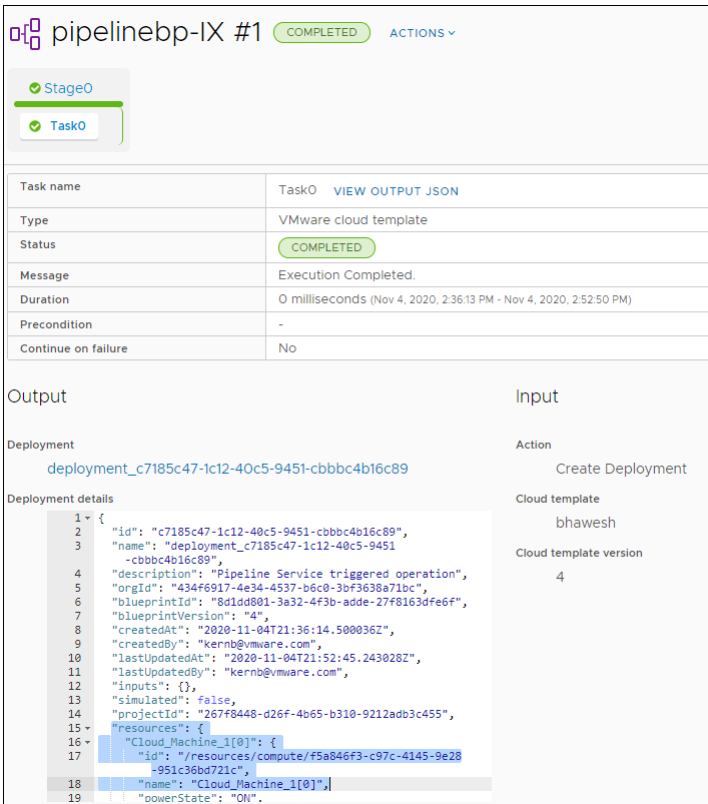 pipelinebp-IX #1 COMPLETED ACTIONS
Stage0
Task0
Task name Task0 VIEW OUTPUT JSON
Type VMware cloud template
Status COMPLETED
Message Execution Completed.
Duration 0 milliseconds (Nov 4, 2020, 2:36:13 PM - Nov 4, 2020, 2:52:50 PM)
Precondition -
Continue on failure No
Output
Deployment
deployment_c7185c47-1c12-40c5-9451-cbbbc4b16c89
Deployment details
1 {
2 "id": "c7185c47-1c12-40c5-9451-cbbbc4b16c89",
3 "name": "deployment_c7185c47-1c12-40c5-9451
-cbbbc4b16c89",
4 "description": "Pipeline Service triggered operation",
5 "orgId": "434f6917-4e34-4537-b6c0-3bf3638a71bc",
6 "blueprintId": "8d1dd801-3a32-4f3b-adde-27f8163dfe6f",
7 "blueprintVersion": "4",
8 "createdAt": "2020-11-04T21:36:14.500036Z",
9 "createdBy": "kernb@vmware.com",
10 "lastUpdatedAt": "2020-11-04T21:52:45.243028Z",
11 "lastUpdatedBy": "kernb@vmware.com",
12 "inputs": {},
13 "simulated": false,
14 "projectId": "267f8448-d26f-4b65-b310-9212adb3c455",
15 "resources": {
16 "Cloud_Machine_1[0]": {
17 "id": "/resources/compute/f5a846f3-c97c-4145-9e28
-951c36bd721c",
18 "name": "Cloud_Machine_1[0]",
19 "powerState": "ON",
Input
Action
Create Deployment
Cloud template
bhawesh
Cloud template version
4